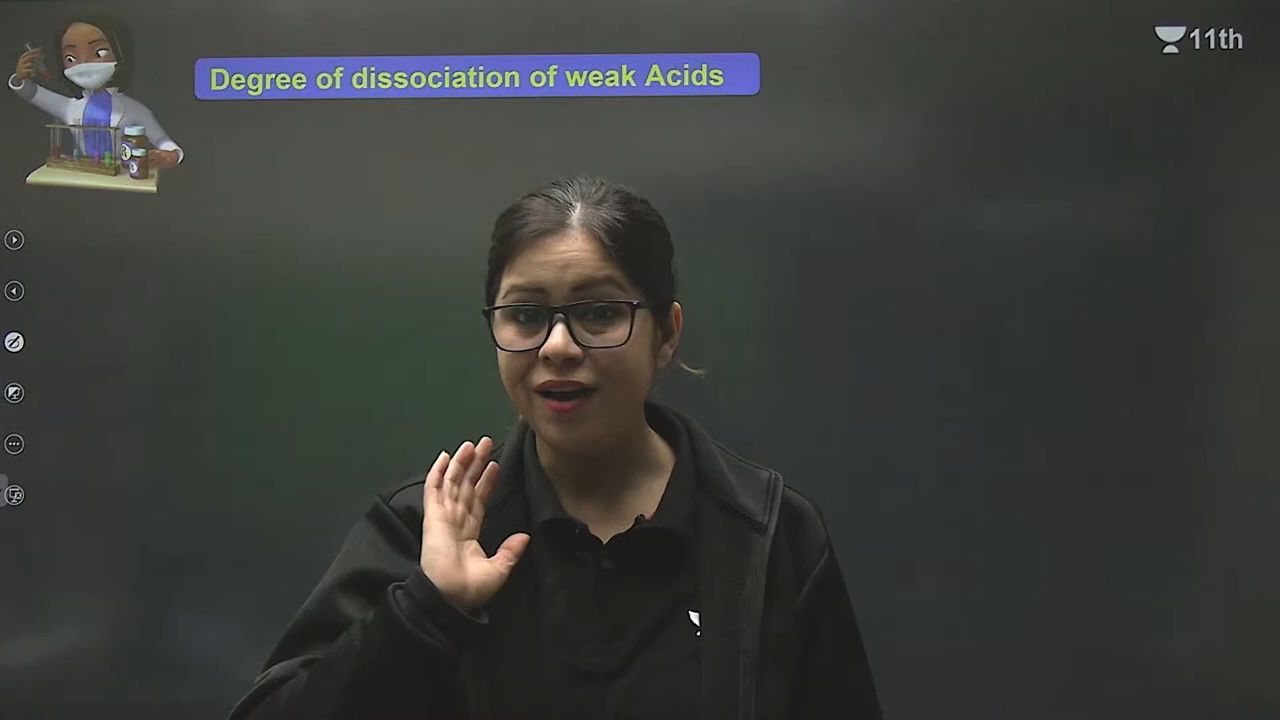 Degree of dissociation of weak Acids
11th